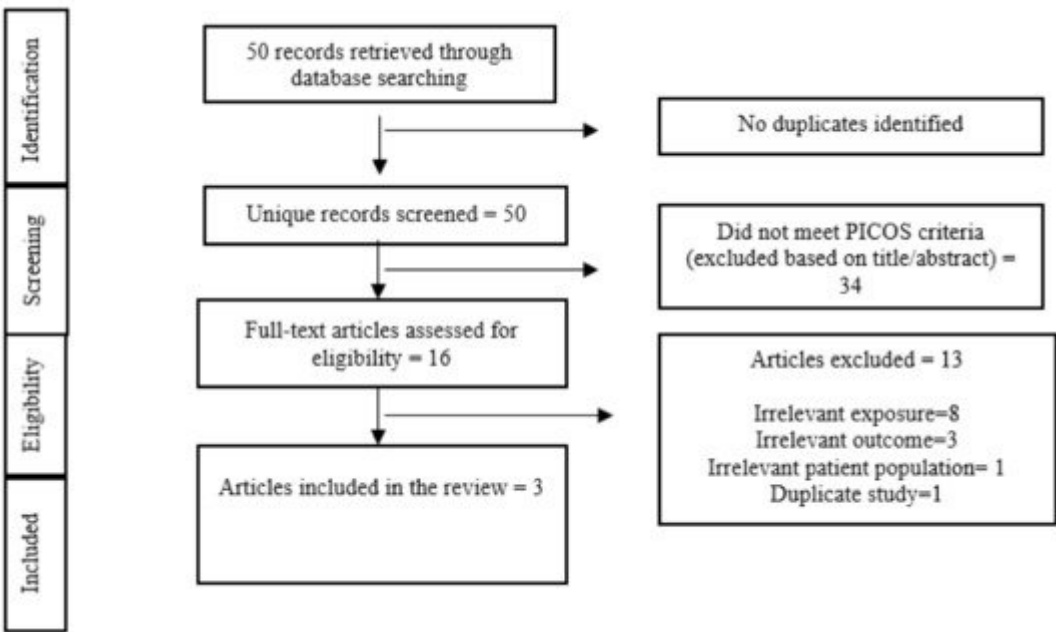 Identification
50 records retrieved through
database searching
No duplicates identified
Screening
Unique records screened = 50
Did not meet PICOS criteria
(excluded based on title/abstract) =
34
Eligibility
Full-text articles assessed for
eligibility = 16
Articles excluded = 13
Irrelevant exposure=8
Irrelevant outcome=3
Irrelevant patient population= 1
Duplicate study=1
Included
Articles included in the review = 3